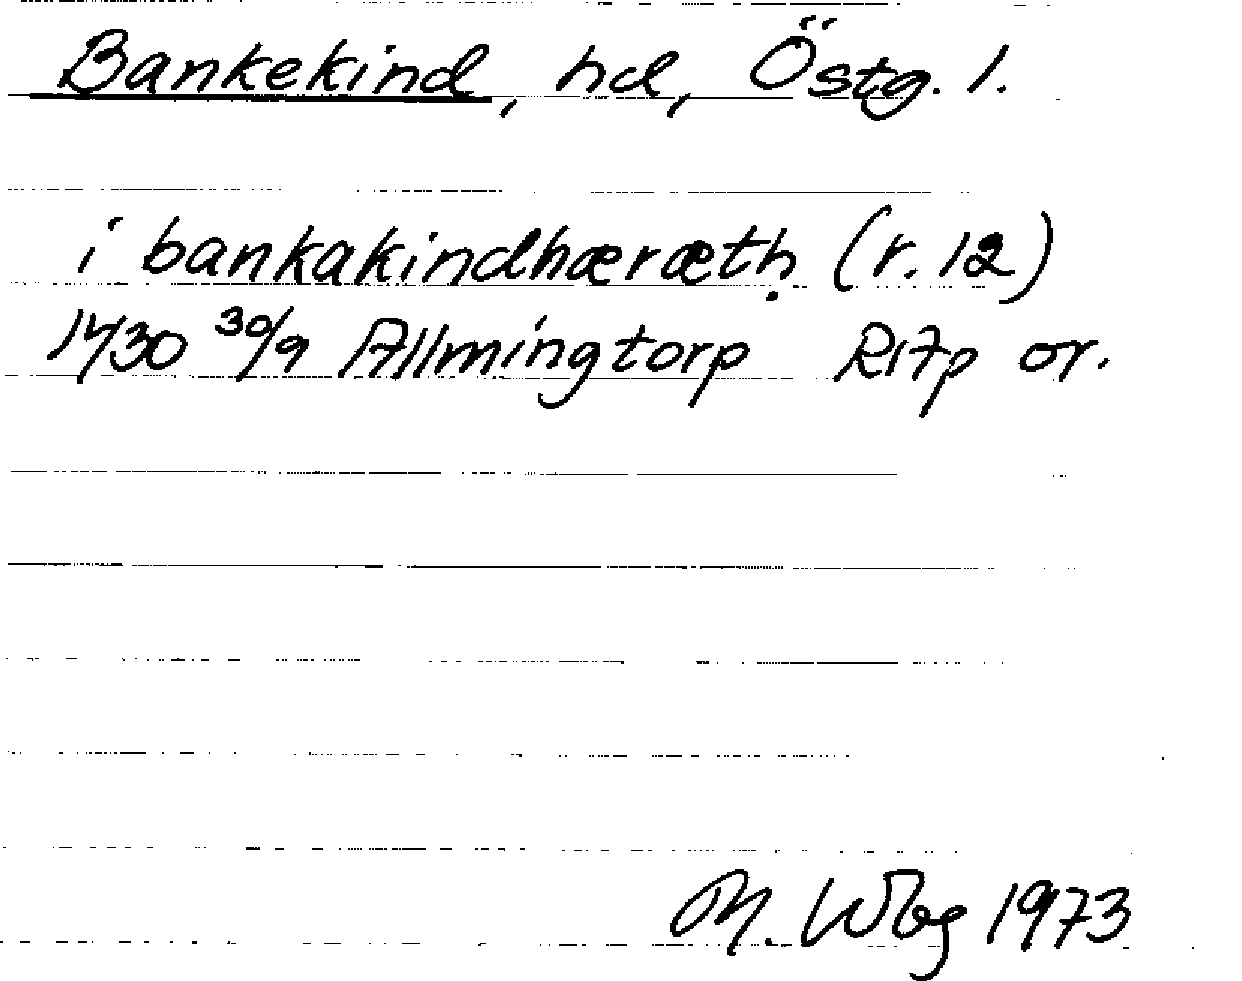 Bankekind, hd, Östg. l.
i bankakindhæræth (r. 12)
1430 30/9 Allmingtorp RAp or.
M. Wbg 1973